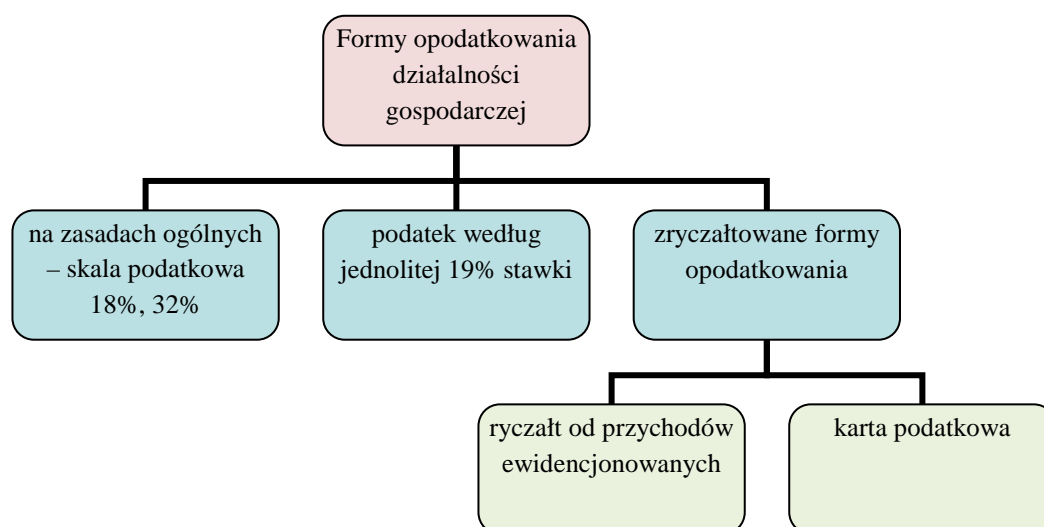 Formy opodatkowania
działalności
gospodarczej
na zasadach ogólnych
– skala podatkowa
18%, 32%
podatek według
jednolitej 19% stawki
zryczałtowane formy
opodatkowania
ryczałt od przychodów
ewidencjonowanych
karta podatkowa